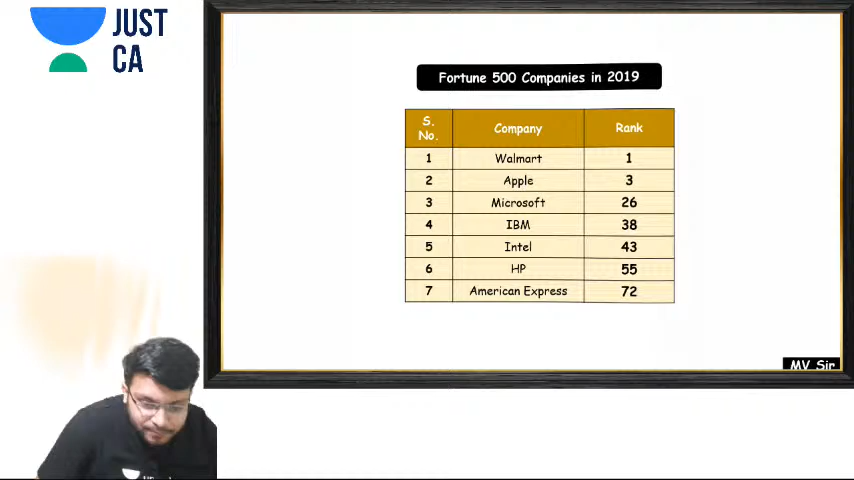 JUST
CA
Fortune 500 Companies in 2019
S. No. Company Rank
1 Walmart 1
2 Apple 3
3 Microsoft 26
4 IBM 38
5 Intel 43
6 HP 55
7 American Express 72
MV Sir